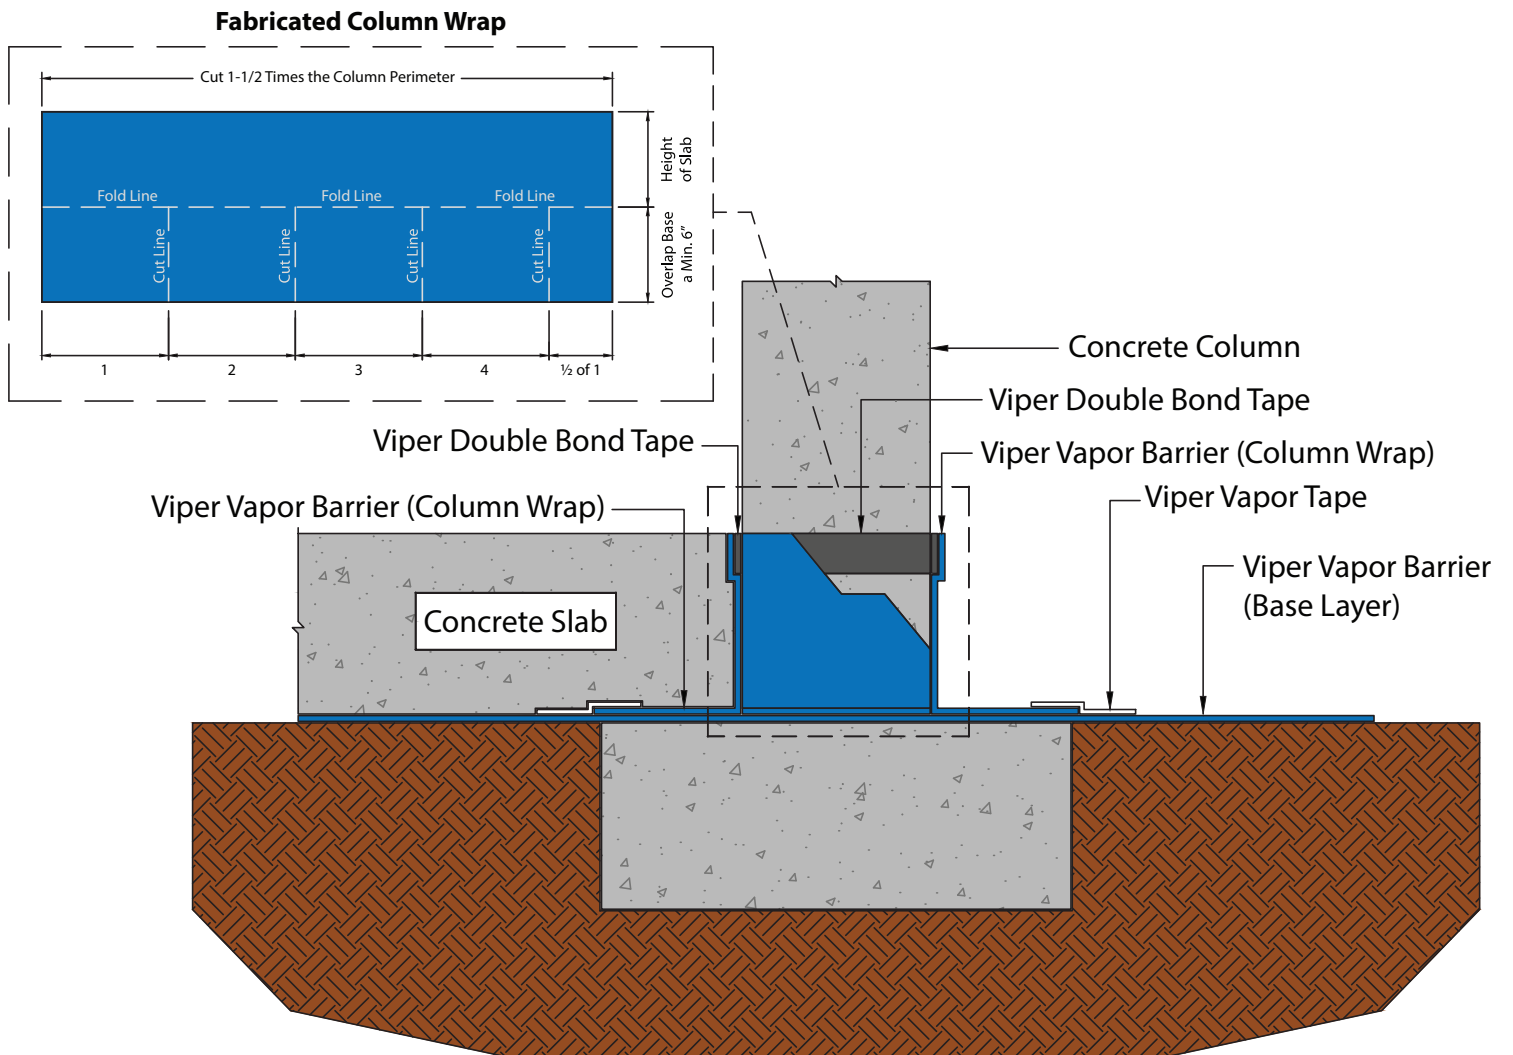 Fabricated Column Wrap
Cut 1-1/2 Times the Column Perimeter
Height
of Slab
Fold Line
Fold Line
Fold Line
Cut Line
Cut Line
Cut Line
Cut Line
Overlap Base
a Min. 6”
1
2
3
4
½ of 1
Concrete Column
Viper Double Bond Tape
Viper Double Bond Tape
Viper Vapor Barrier (Column Wrap)
Viper Vapor Barrier (Column Wrap)
Viper Vapor Tape
Viper Vapor Barrier
(Base Layer)
Concrete Slab